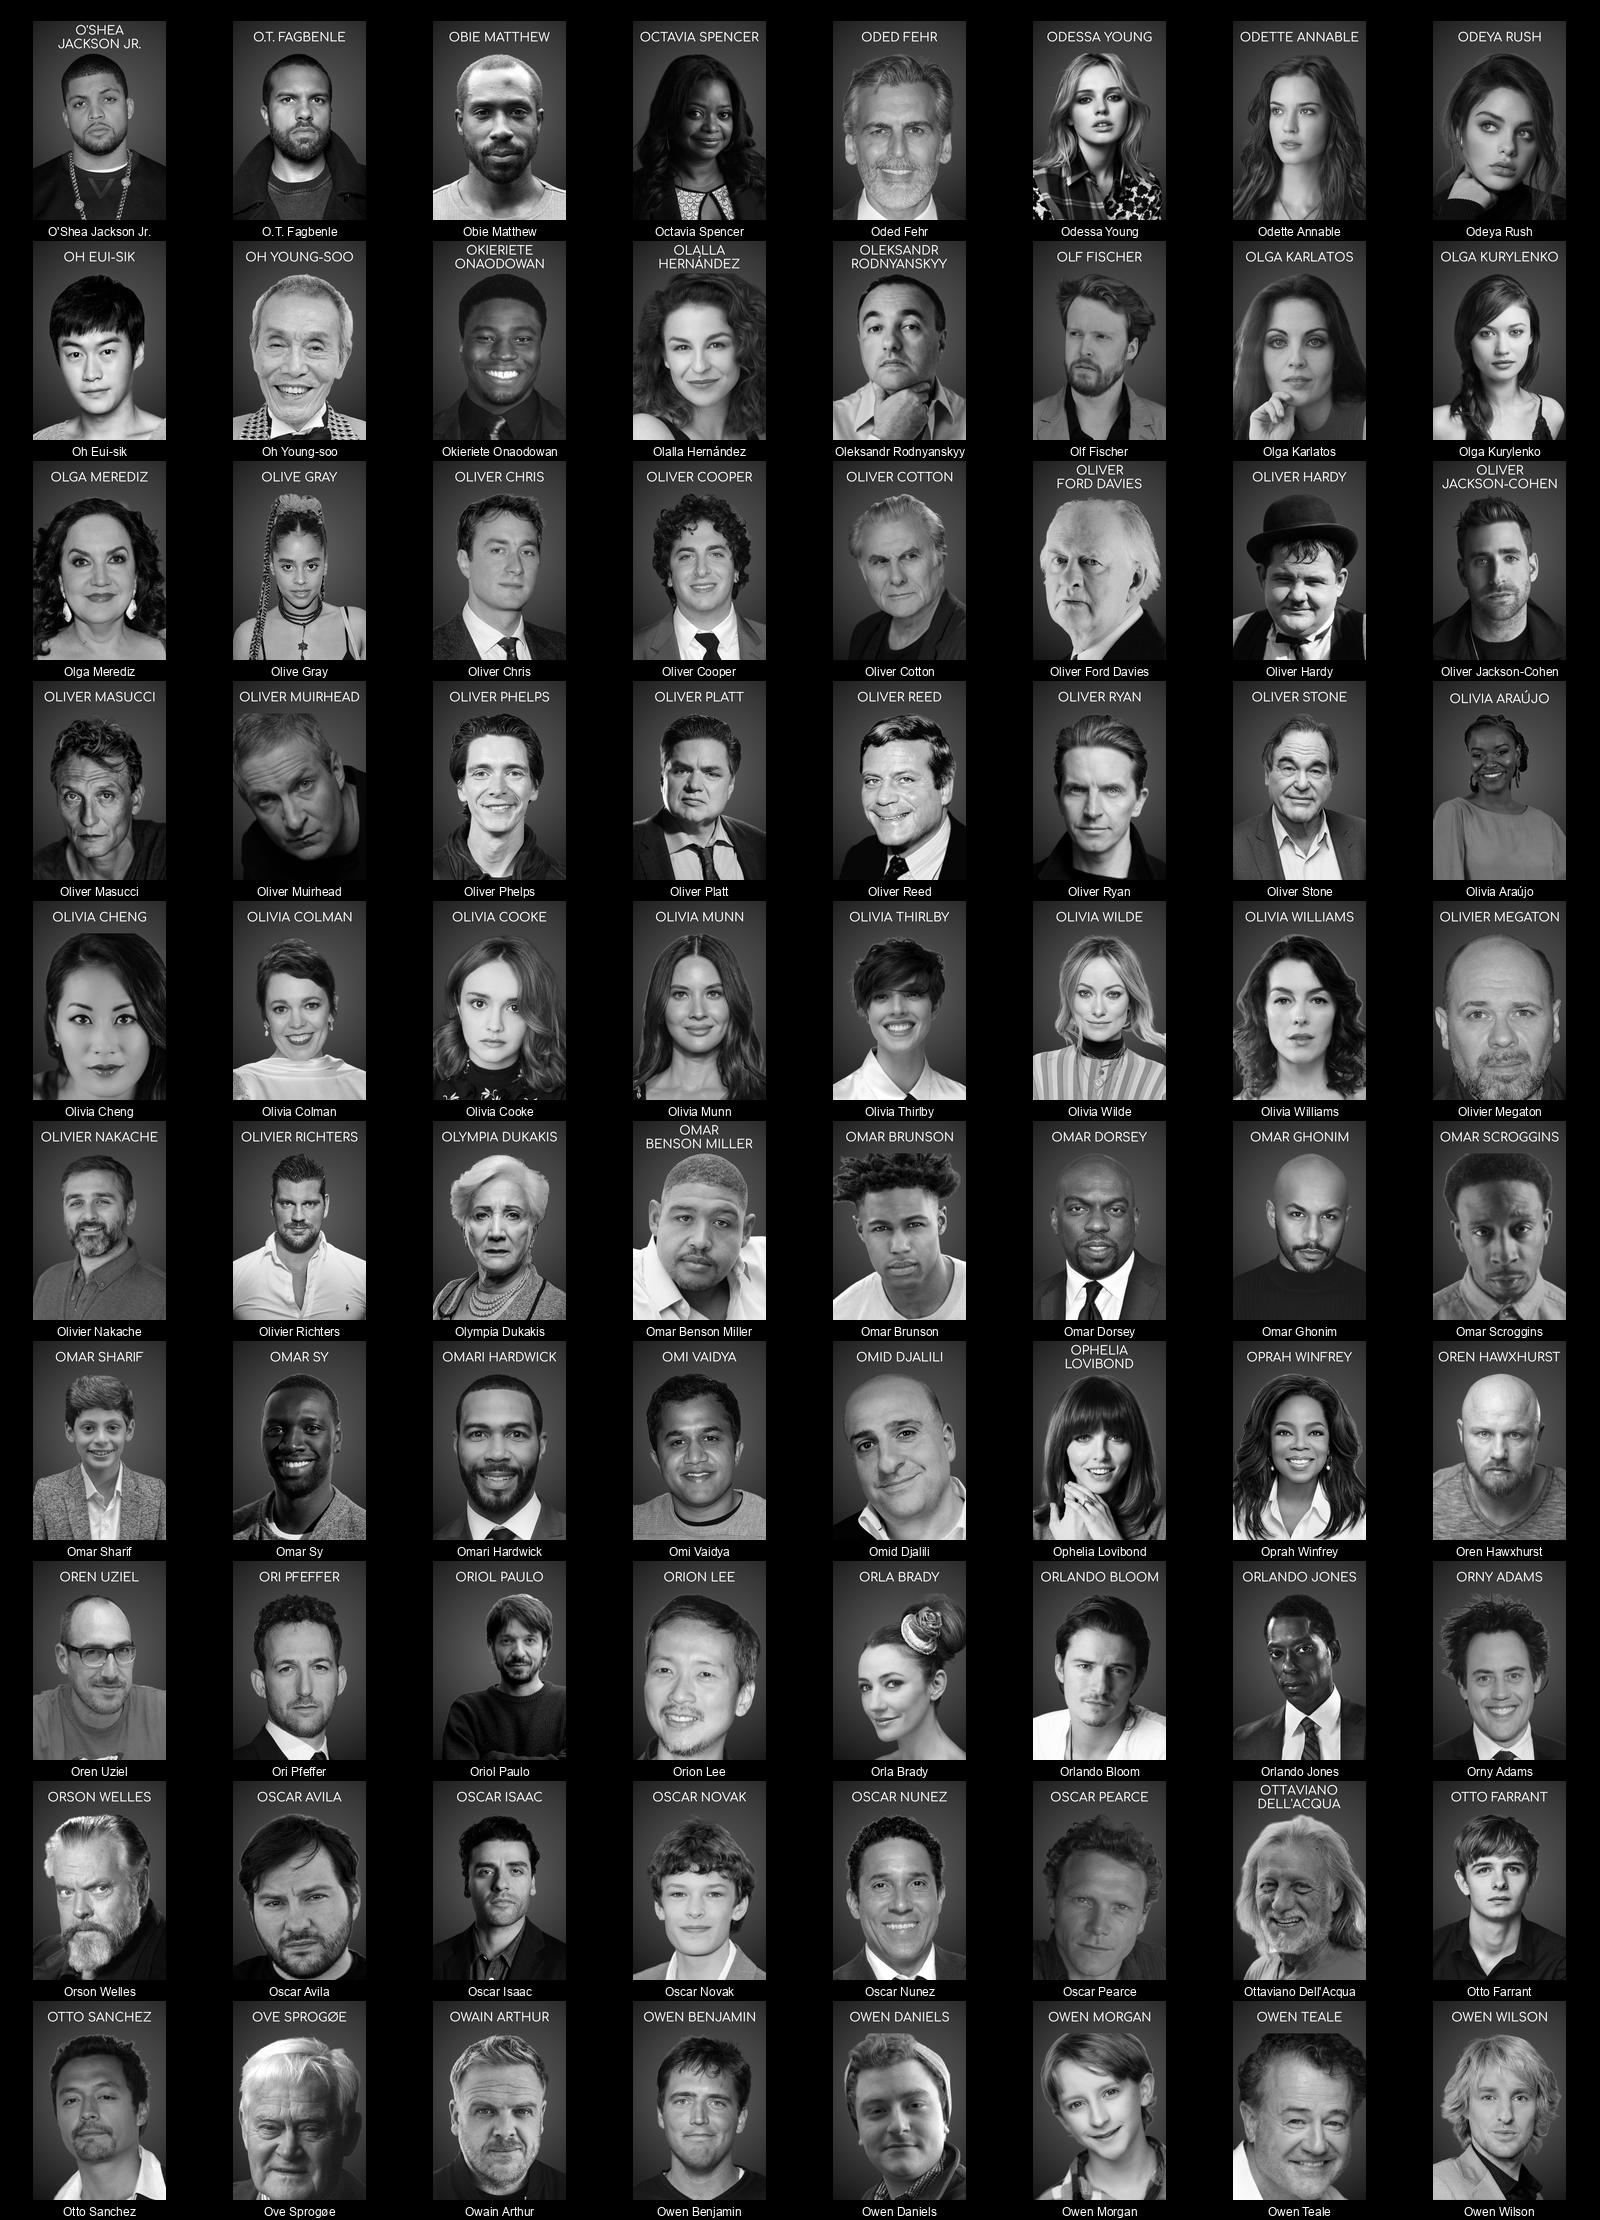 O'SHEA
JACKSON JR.
O.T. FAGBENLE
OBIE MATTHEW
OCTAVIA SPENCER
ODED FEHR
ODESSA YOUNG
ODETTE ANNABLE
ODEYA RUSH
O'Shea Jackson Jr.
O.T. Fagbenle
Obie Matthew
Octavia Spencer
Oded Fehr
Odessa Young
Odette Annable
Odeya Rush
OH EUI-SIK
OH YOUNG-SOO
OKIERIETE
ONAODOWAN
OLALLA
HERNÁNDEZ
OLEKSANDR
RODNYANSKYY
OLF FISCHER
OLGA KARLATOS
OLGA KURYLENKO
Oh Eui-sik
Oh Young-soo
Okieriete Onaodowan
Olalla Hernández
Oleksandr Rodnyanskyy
Olf Fischer
Olga Karlatos
Olga Kurylenko
OLGA MEREDIZ
OLIVE GRAY
OLIVER CHRIS
OLIVER COOPER
OLIVER COTTON
OLIVER
FORD DAVIES
OLIVER HARDY
OLIVER
JACKSON-COHEN
Olga Merediz
Olive Gray
Oliver Chris
Oliver Cooper
Oliver Cotton
Oliver Ford Davies
Oliver Hardy
Oliver Jackson-Cohen
OLIVER MASUCCI
OLIVER MUIRHEAD
OLIVER PHELPS
OLIVER PLATT
OLIVER REED
OLIVER RYAN
OLIVER STONE
OLIVIA ARAÚJO
Oliver Masucci
Oliver Muirhead
Oliver Phelps
Oliver Platt
Oliver Reed
Oliver Ryan
Oliver Stone
Olivia Araújo
OLIVIA CHENG
OLIVIA COLMAN
OLIVIA COOKE
OLIVIA MUNN
OLIVIA THIRLBY
OLIVIA WILDE
OLIVIA WILLIAMS
OLIVIER MEGATON
Olivia Cheng
Olivia Colman
Olivia Cooke
Olivia Munn
Olivia Thirlby
Olivia Wilde
Olivia Williams
Olivier Megaton
OLIVIER NAKACHE
OLIVIER RICHTERS
OLYMPIA DUKAKIS
OMAR
BENSON MILLER
OMAR BRUNSON
OMAR DORSEY
OMAR GHONIM
OMAR SCROGGINS
Olivier Nakache
Olivier Richters
Olympia Dukakis
Omar Benson Miller
Omar Brunson
Omar Dorsey
Omar Ghonim
Omar Scroggins
OMAR SHARIF
OMAR SY
OMARI HARDWICK
OMI VAIDYA
OMID DJALILI
OPHELIA
LOVIBOND
OPRAH WINFREY
OREN HAWXHURST
Omar Sharif
Omar Sy
Omari Hardwick
Omi Vaidya
Omid Djalili
Ophelia Lovibond
Oprah Winfrey
Oren Hawxhurst
OREN UZIEL
ORI PFEFFER
ORIOL PAULO
ORION LEE
ORLA BRADY
ORLANDO BLOOM
ORLANDO JONES
ORNY ADAMS
Oren Uziel
Ori Pfeffer
Oriol Paulo
Orion Lee
Orla Brady
Orlando Bloom
Orlando Jones
Orny Adams
ORSON WELLES
OSCAR AVILA
OSCAR ISAAC
OSCAR NOVAK
OSCAR NUNEZ
OSCAR PEARCE
OTTAVIANO
DELL'ACQUA
OTTO FARRANT
Orson Welles
Oscar Avila
Oscar Isaac
Oscar Novak
Oscar Nunez
Oscar Pearce
Ottaviano Dell'Acqua
Otto Farrant
OTTO SANCHEZ
OVE SPROGØE
OWAIN ARTHUR
OWEN BENJAMIN
OWEN DANIELS
OWEN MORGAN
OWEN TEALE
OWEN WILSON
Otto Sanchez
Ove Sprogøe
Owain Arthur
Owen Benjamin
Owen Daniels
Owen Morgan
Owen Teale
Owen Wilson